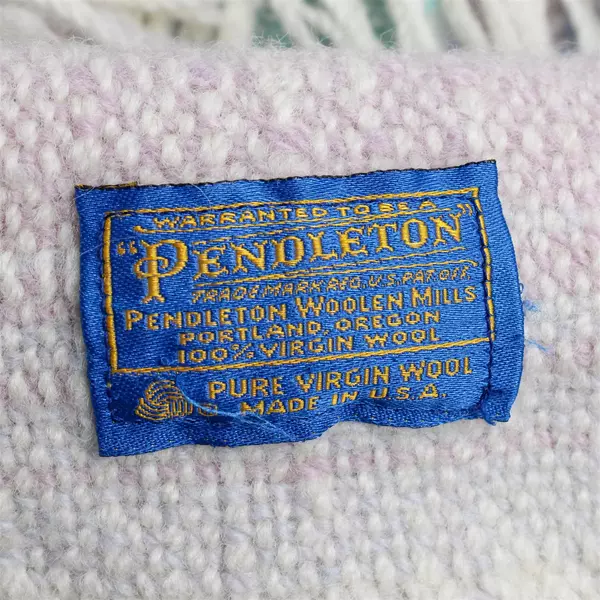 WARRANTED TO BE A
"PENDLETON"
TRADE MARK REG. U.S. PAT. OFF.
PENDLETON WOOLEN MILLS
PORTLAND, OREGON
100% VIRGIN WOOL
PURE VIRGIN WOOL
MADE IN U.S.A.